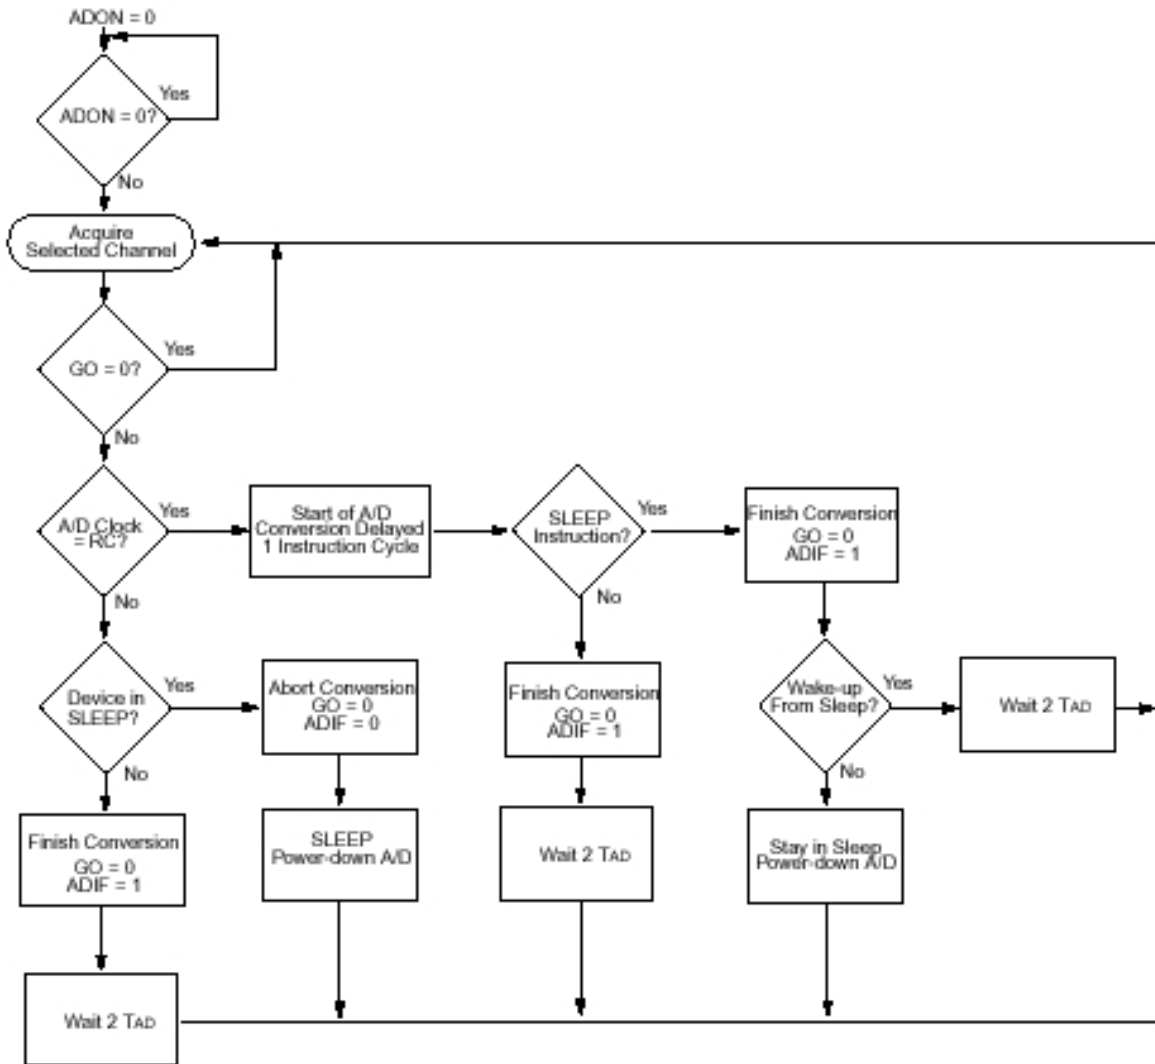 ADON = 0
Yes
ADON = 0?
No
Acquire
Selected Channel
Yes
GO = 0?
No
Yes
A/D Clock
= RC?
No
Start of A/D
Conversion Delayed
1 Instruction Cycle
SLEEP
Instruction?
Yes
No
Finish Conversion
GO = 0
ADIF = 1
Device in
SLEEP?
Yes
No
Abort Conversion
GO = 0
ADIF = 0
Finish Conversion
GO = 0
ADIF = 1
Wake-up
From Sleep?
Yes
No
Wait 2 TAD
Finish Conversion
GO = 0
ADIF = 1
SLEEP
Power-down A/D
Wait 2 TAD
Stay in Sleep
Power-down A/D
Wait 2 TAD